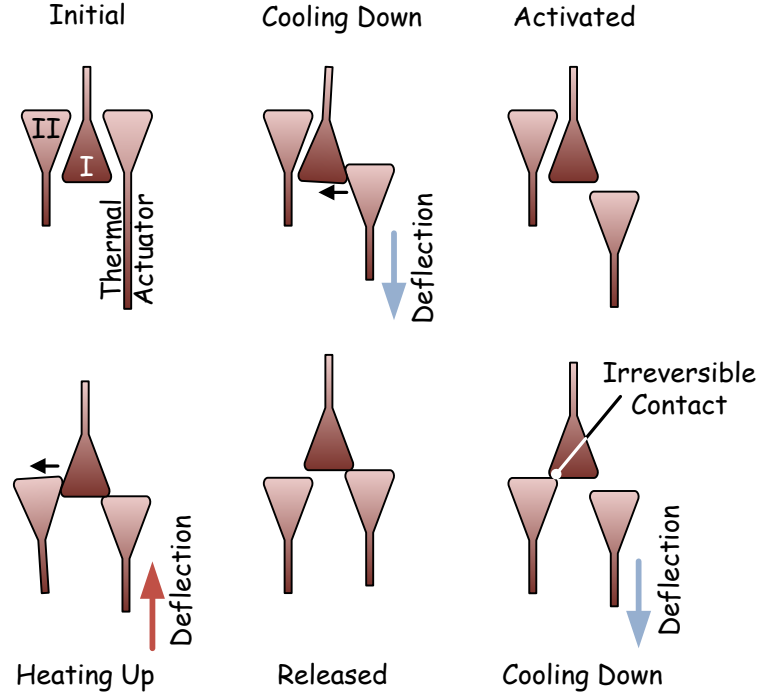 Initial
Cooling Down
Activated
II
I
Thermal
Actuator
Deflection
Irreversible
Contact
Deflection
Deflection
Heating Up
Released
Cooling Down